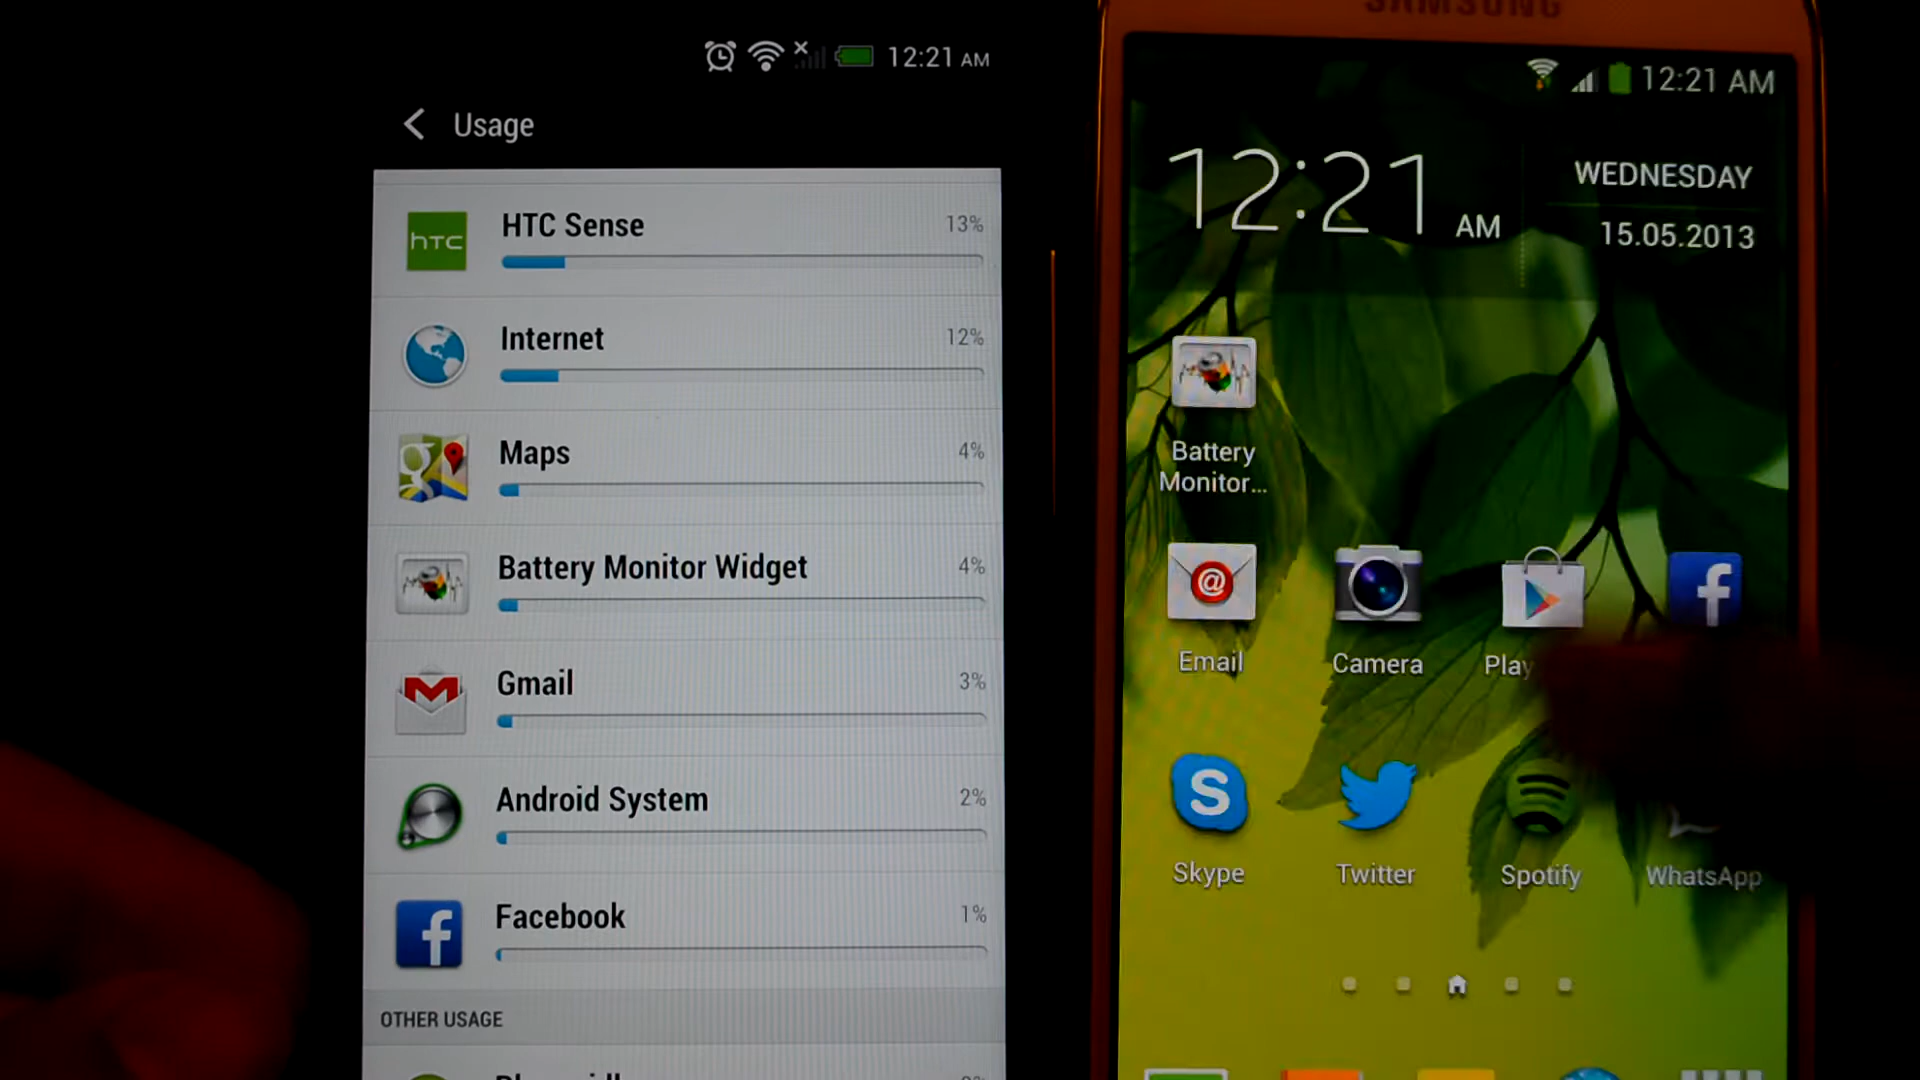 12:21 AM
Usage
hTC
HTC Sense
13%
Internet
12%
Maps
4%
Battery Monitor Widget
4%
Gmail
3%
Android System
2%
Facebook
1%
OTHER USAGE
SAMSUNG
12:21 AM
12:21 AM
WEDNESDAY
15.05.2013
Battery
Monitor...
Email
Camera
Play
Skype
Twitter
Spotify
WhatsApp